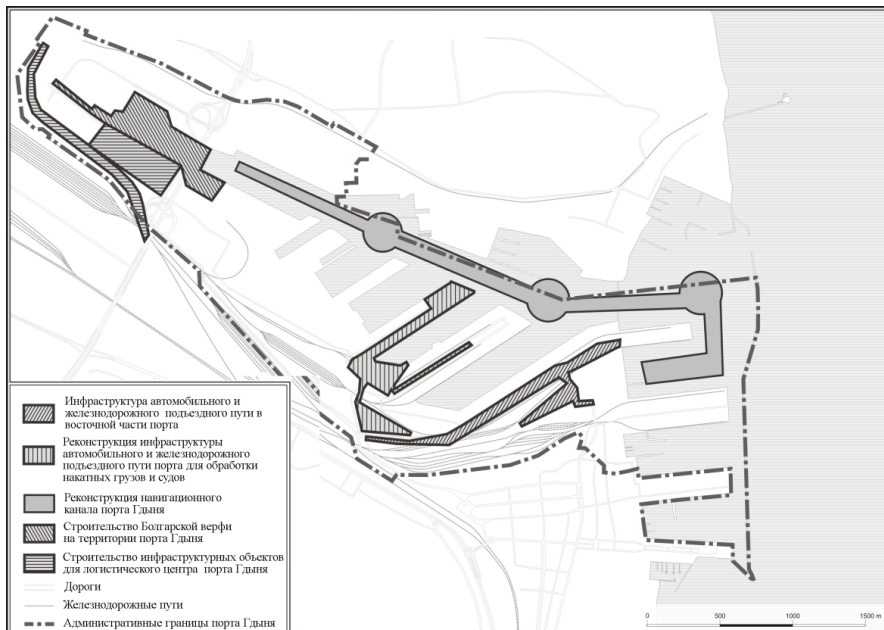 Инфраструктура автомобильного и
железнодорожного подъездного пути в
восточной части порта
Реконструкция инфраструктуры
автомобильного и железнодорожного
подъездного пути порта для обработки
накатных грузов и судов
Реконструкция навигационного
канала порта Гдыня
Строительство Болгарской верфи
на территории порта Гдыня
Строительство инфраструктурных объектов
для логистического центра порта Гдыня
Дороги
Железнодорожные пути
Административные границы порта Гдыня
0 500 1000 1500 m